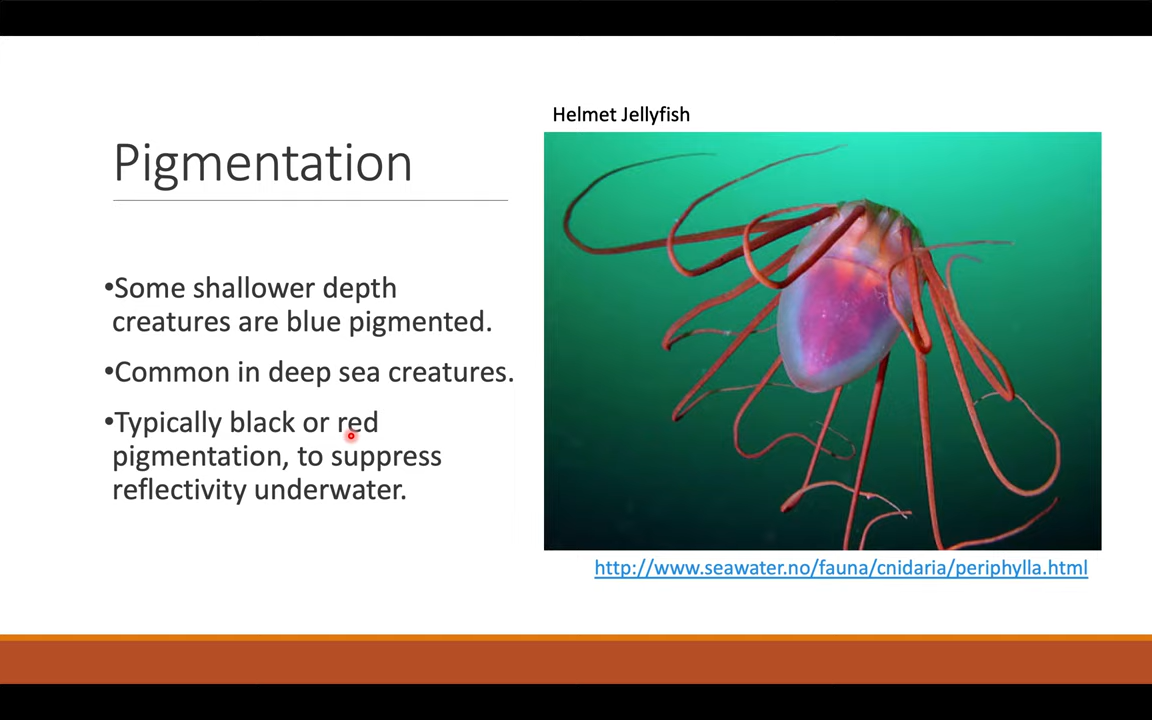 Helmet Jellyfish
Pigmentation
•Some shallower depth
creatures are blue pigmented.
•Common in deep sea creatures.
•Typically black or red
pigmentation, to suppress
reflectivity underwater.
http://www.seawater.no/fauna/cnidaria/periphylla.html